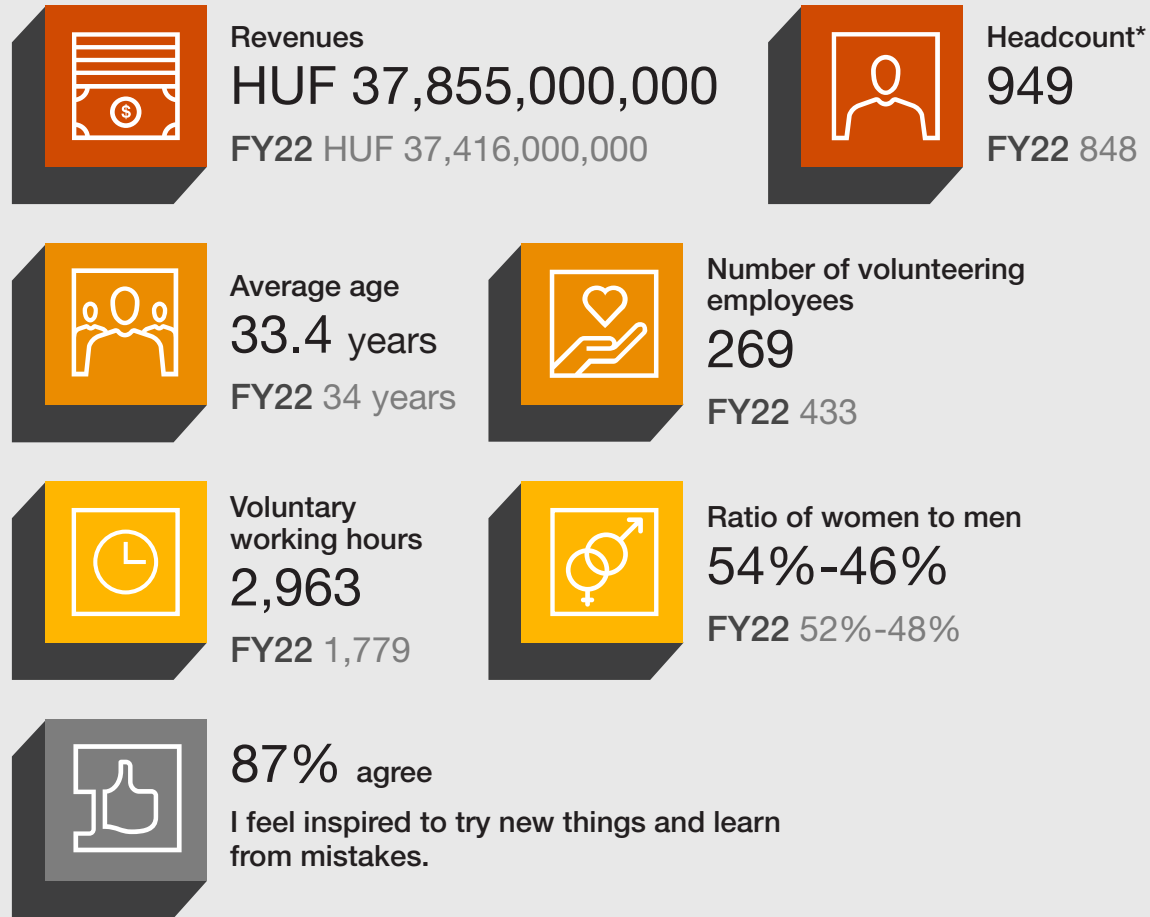 Revenues
HUF 37,855,000,000
FY22 HUF 37,416,000,000
Headcount*
949
FY22 848
Average age
33.4 years
FY22 34 years
Number of volunteering
employees
269
FY22 433
Voluntary
working hours
2,963
FY22 1,779
Ratio of women to men
54%-46%
FY22 52%-48%
87% agree
I feel inspired to try new things and learn
from mistakes.